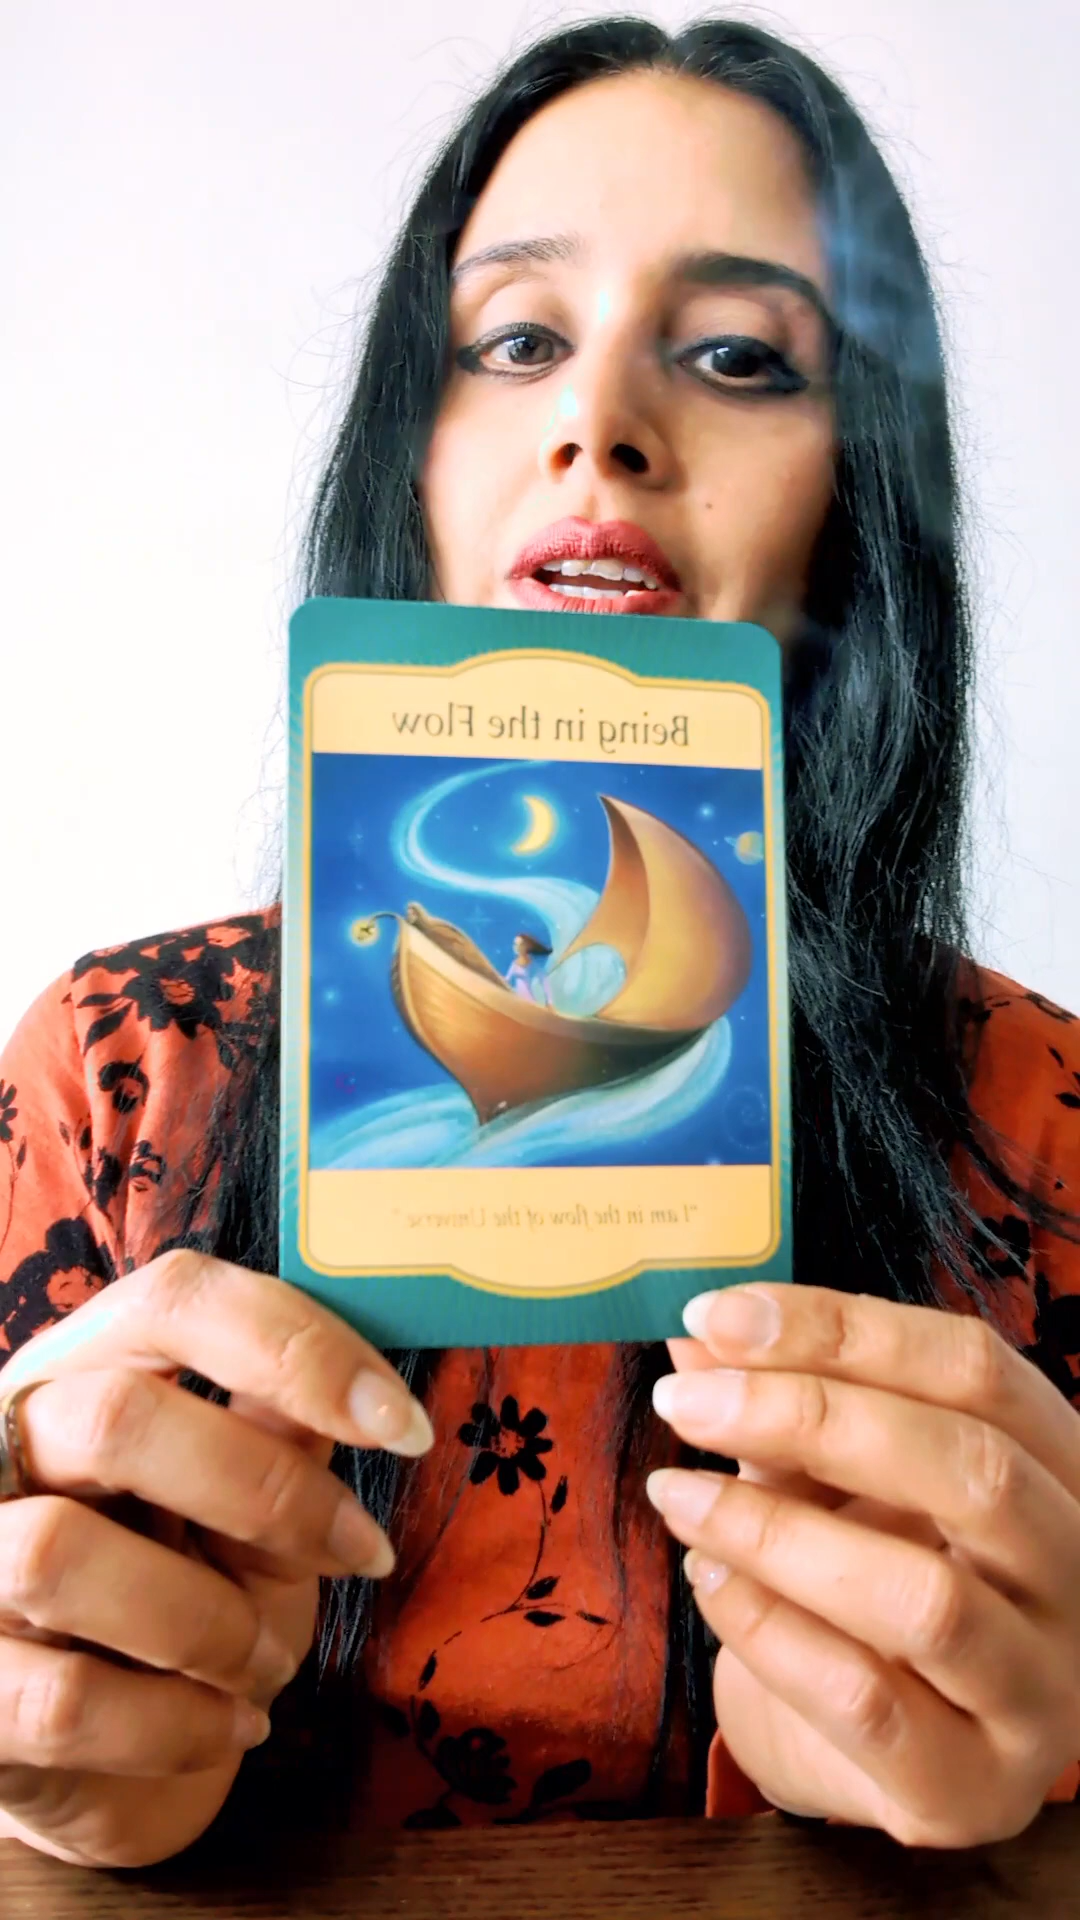 Being in the Flow
"I am in the flow of the Universe"